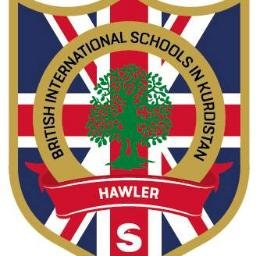 BRITISH INTERNATIONAL SCHOOLS IN KURDISTAN
HAWLER
S